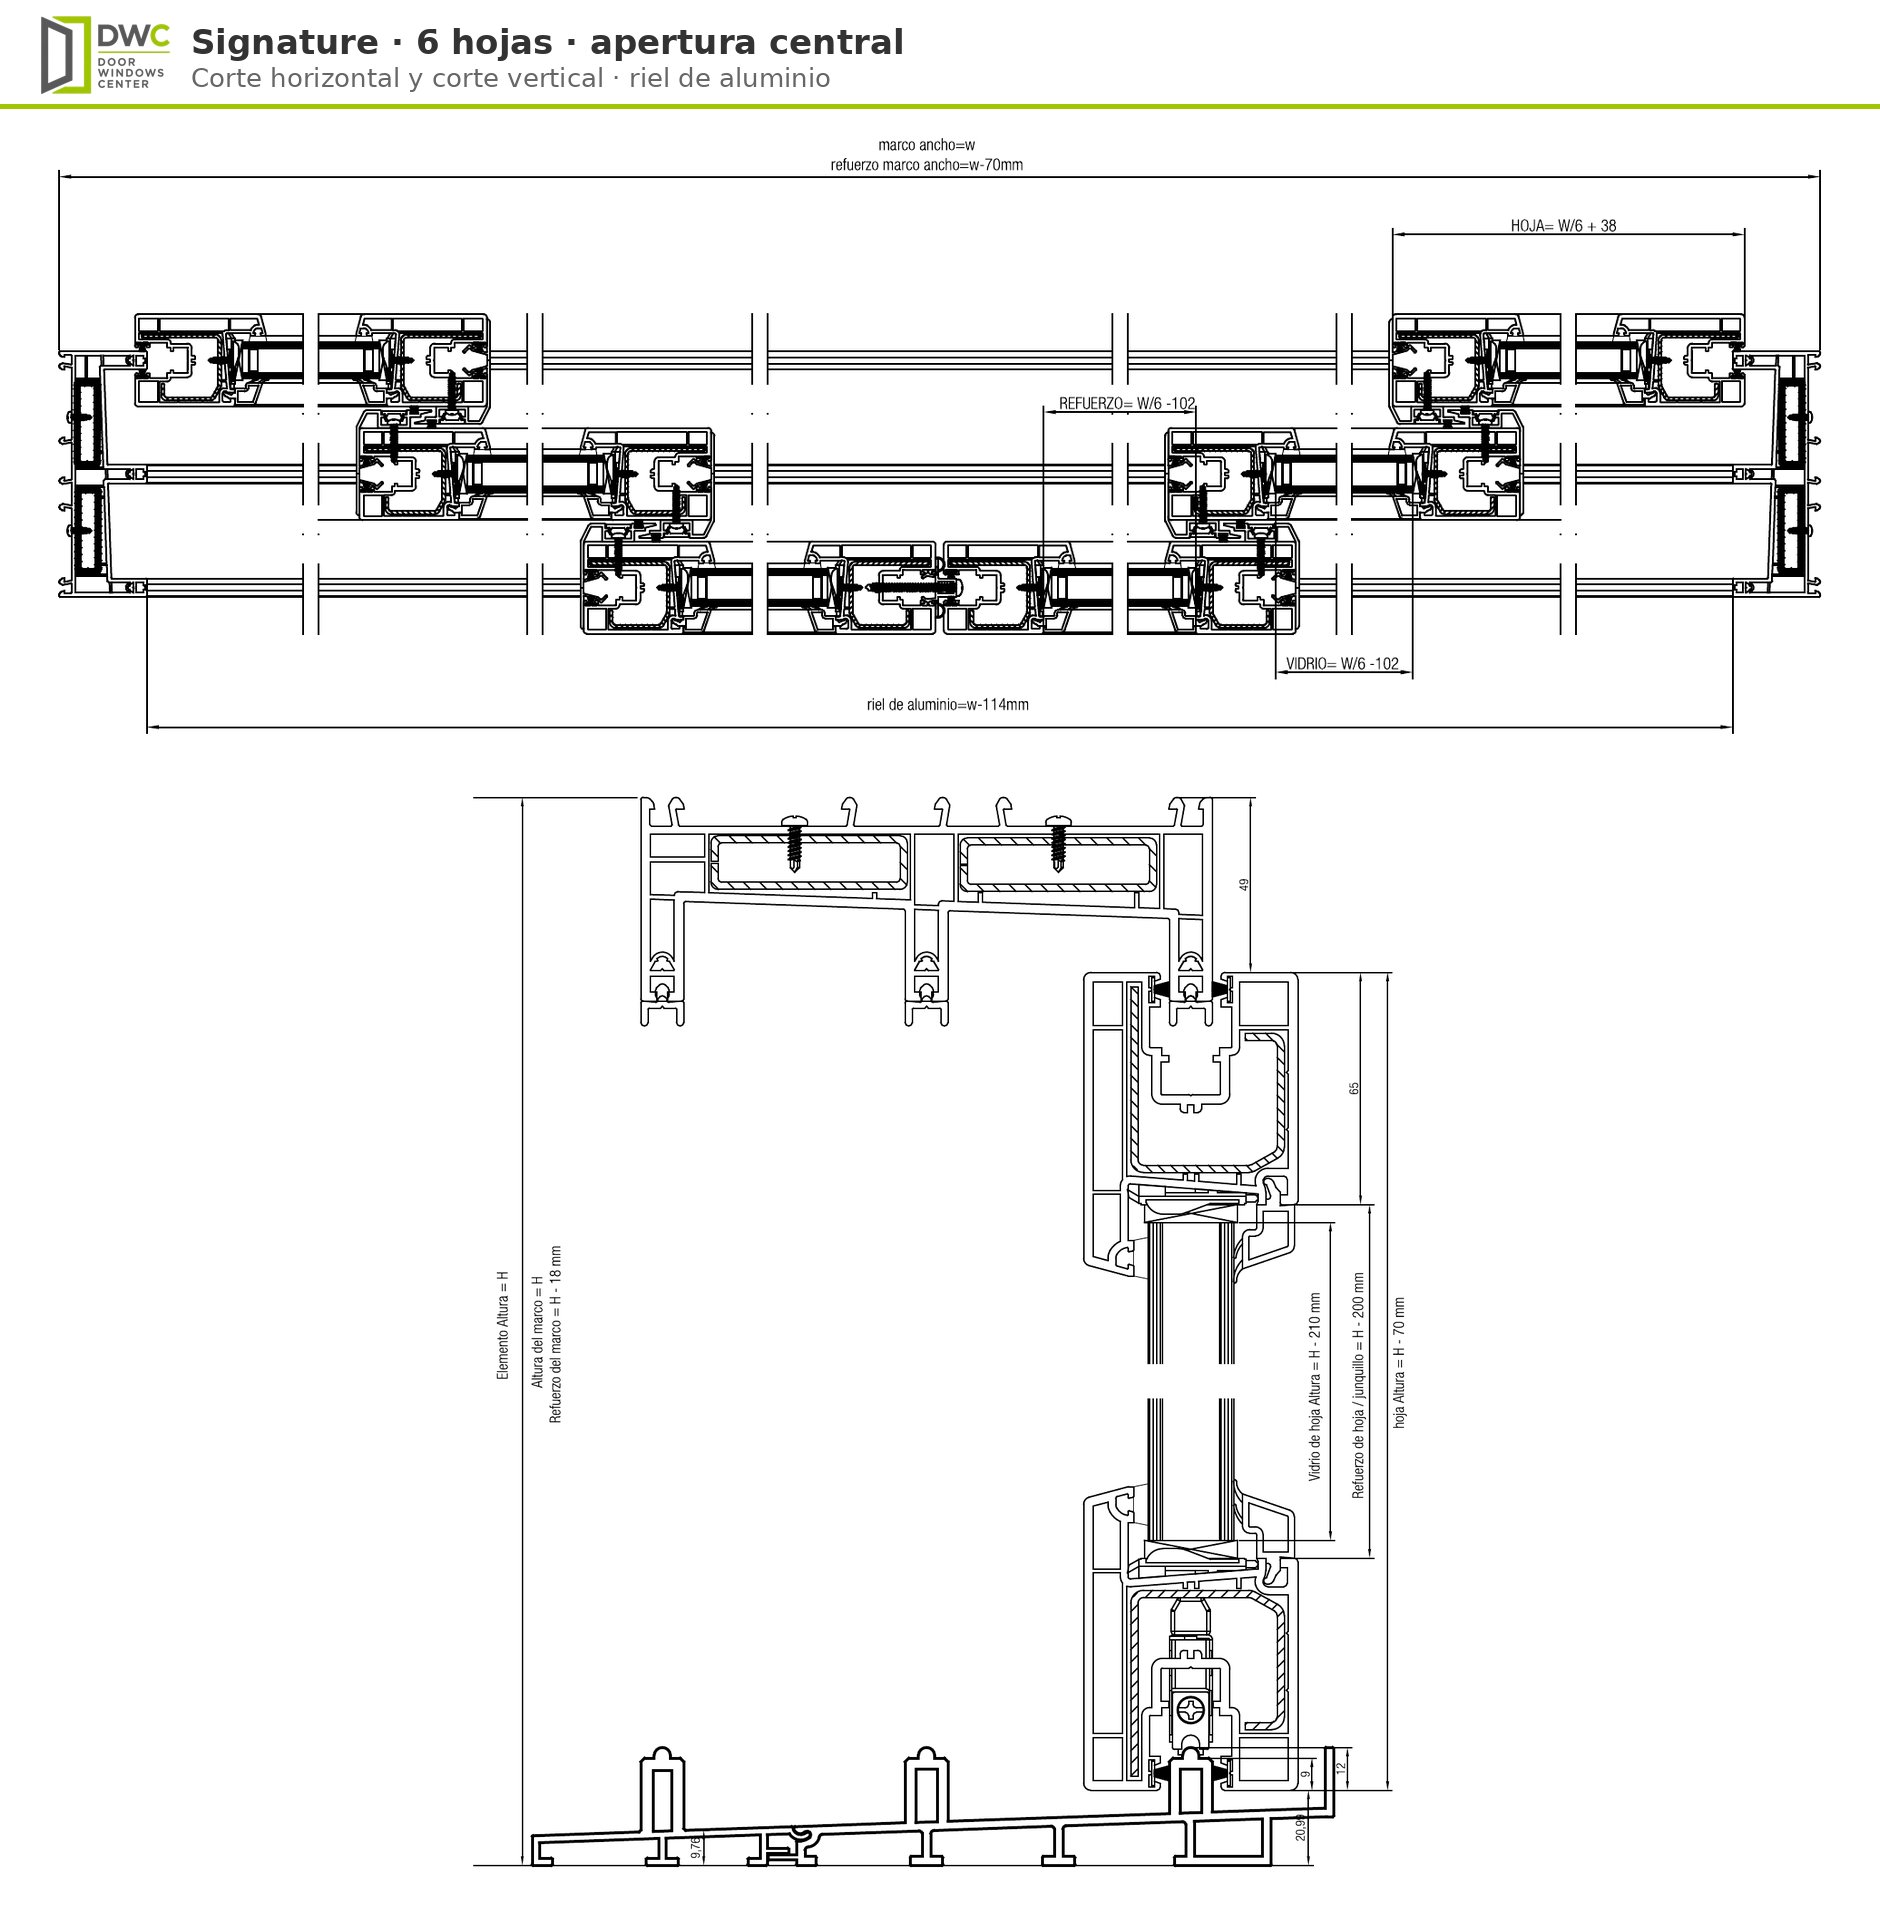 DWC
DOOR
WINDOWS
CENTER
Signature · 6 hojas · apertura central
Corte horizontal y corte vertical · riel de aluminio
marco ancho=w
refuerzo marco ancho=w-70mm
HOJA= W/6 + 38
REFUERZO= W/6 -102
VIDRIO= W/6 -102
riel de aluminio=w-114mm
49
65
Elemento Altura = H
Altura del marco = H
Refuerzo del marco = H - 18 mm
Vidrio de hoja Altura = H - 210 mm
Refuerzo de hoja / junquillo = H - 200 mm
hoja Altura = H - 70 mm
9
12
20,99
9,76